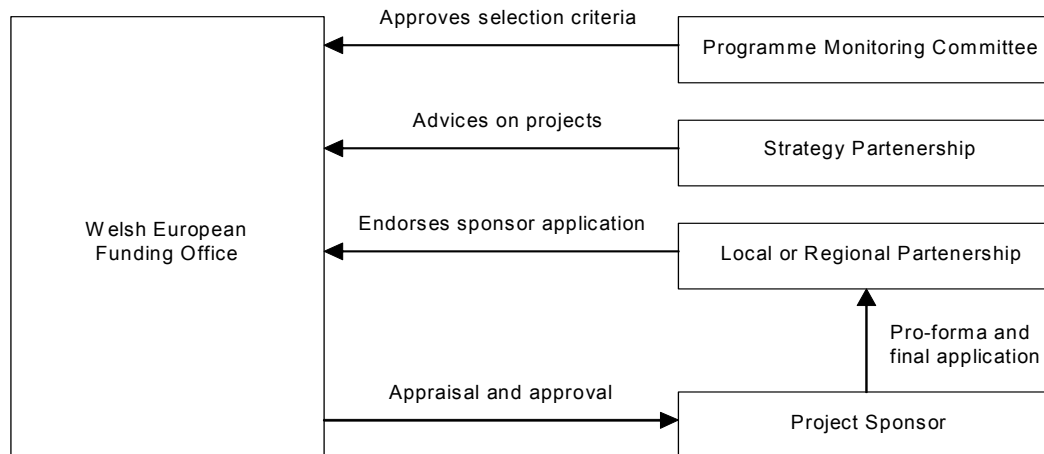 Approves selection criteria
Programme Monitoring Committee
Advices on projects
Strategy Partenership
Welsh European
Funding Office
Endorses sponsor application
Local or Regional Partenership
Pro-forma and
final application
Appraisal and approval
Project Sponsor